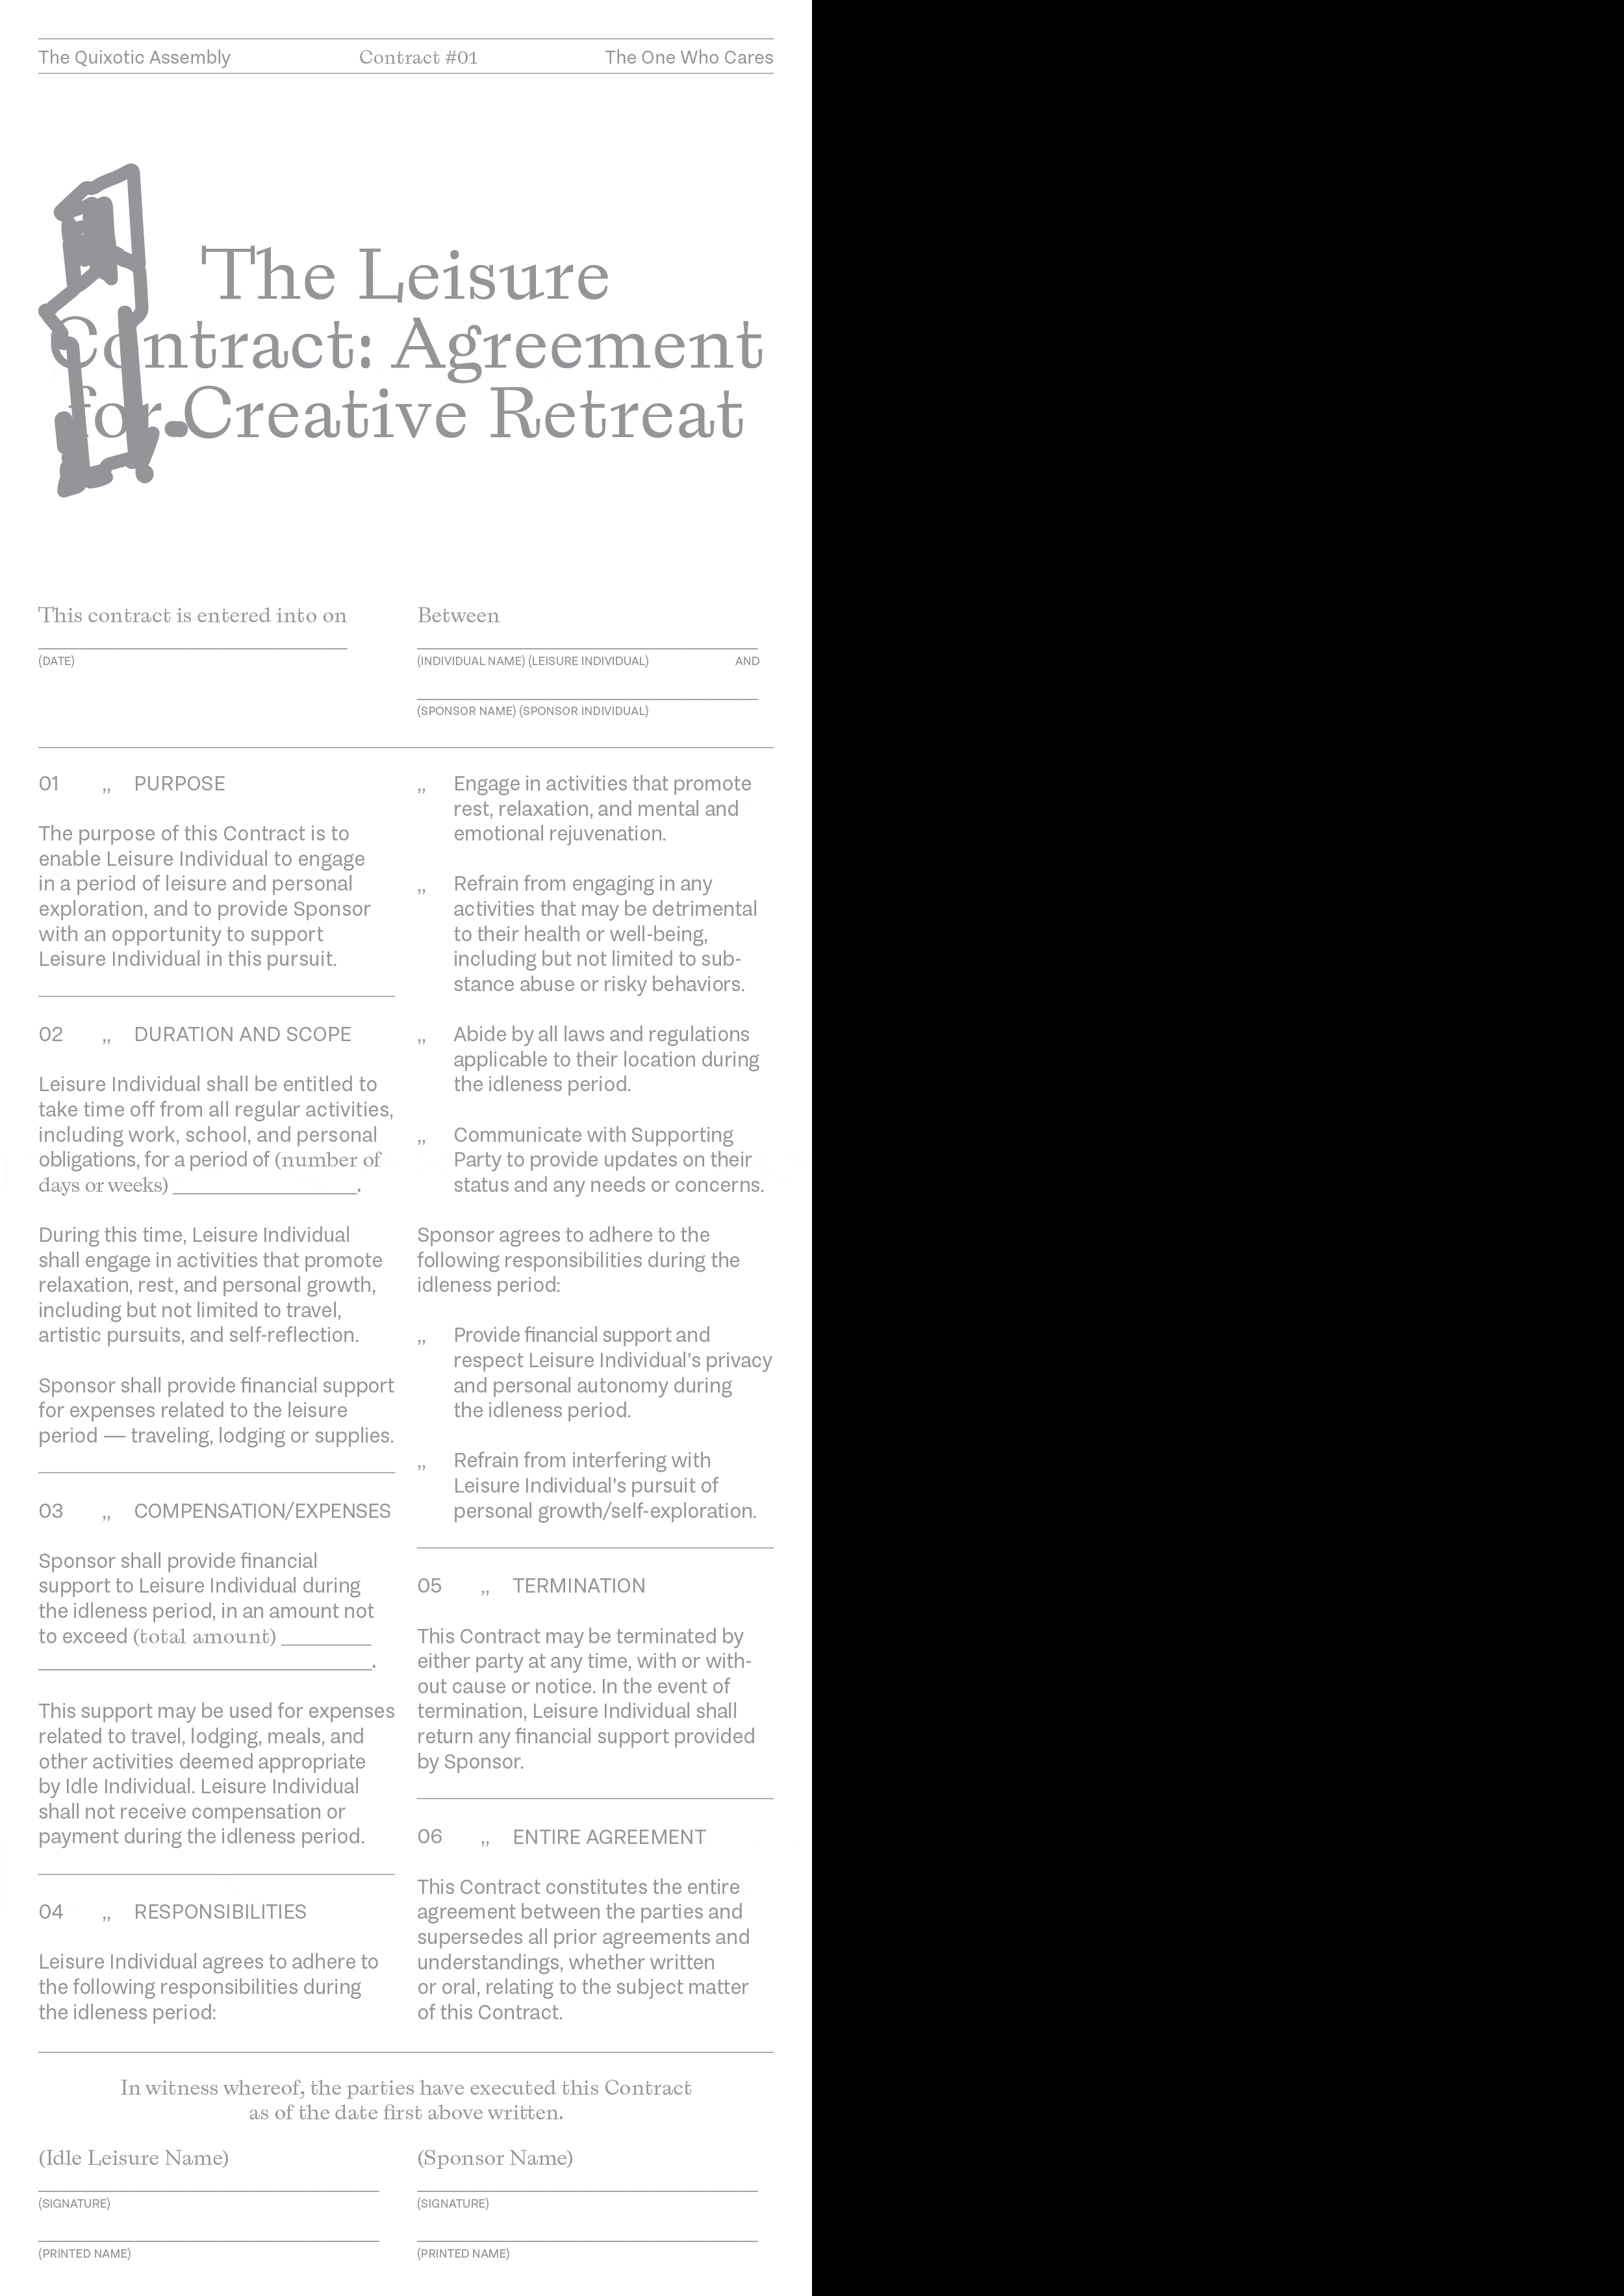 The Quixotic Assembly
Contract #01
The One Who Cares
The Leisure
Contract: Agreement
for Creative Retreat
This contract is entered into on
(DATE)
Between
(INDIVIDUAL NAME) (LEISURE INDIVIDUAL) AND
(SPONSOR NAME) (SPONSOR INDIVIDUAL)
01 ,, PURPOSE
The purpose of this Contract is to
enable Leisure Individual to engage
in a period of leisure and personal
exploration, and to provide Sponsor
with an opportunity to support
Leisure Individual in this pursuit.
02 ,, DURATION AND SCOPE
Leisure Individual shall be entitled to
take time off from all regular activities,
including work, school, and personal
obligations, for a period of (number of
days or weeks) _________________.
During this time, Leisure Individual
shall engage in activities that promote
relaxation, rest, and personal growth,
including but not limited to travel,
artistic pursuits, and self-reflection.
Sponsor shall provide financial support
for expenses related to the leisure
period — traveling, lodging or supplies.
03 ,, COMPENSATION/EXPENSES
Sponsor shall provide financial
support to Leisure Individual during
the idleness period, in an amount not
to exceed (total amount) ________
______________________________.
This support may be used for expenses
related to travel, lodging, meals, and
other activities deemed appropriate
by Idle Individual. Leisure Individual
shall not receive compensation or
payment during the idleness period.
04 ,, RESPONSIBILITIES
Leisure Individual agrees to adhere to
the following responsibilities during
the idleness period:
,, Engage in activities that promote
rest, relaxation, and mental and
emotional rejuvenation.
,, Refrain from engaging in any
activities that may be detrimental
to their health or well-being,
including but not limited to sub-
stance abuse or risky behaviors.
,, Abide by all laws and regulations
applicable to their location during
the idleness period.
,, Communicate with Supporting
Party to provide updates on their
status and any needs or concerns.
Sponsor agrees to adhere to the
following responsibilities during the
idleness period:
,, Provide financial support and
respect Leisure Individual's privacy
and personal autonomy during
the idleness period.
,, Refrain from interfering with
Leisure Individual's pursuit of
personal growth/self-exploration.
05 ,, TERMINATION
This Contract may be terminated by
either party at any time, with or with-
out cause or notice. In the event of
termination, Leisure Individual shall
return any financial support provided
by Sponsor.
06 ,, ENTIRE AGREEMENT
This Contract constitutes the entire
agreement between the parties and
supersedes all prior agreements and
understandings, whether written
or oral, relating to the subject matter
of this Contract.
In witness whereof, the parties have executed this Contract
as of the date first above written.
(Idle Leisure Name)
(SIGNATURE)
(PRINTED NAME)
(Sponsor Name)
(SIGNATURE)
(PRINTED NAME)